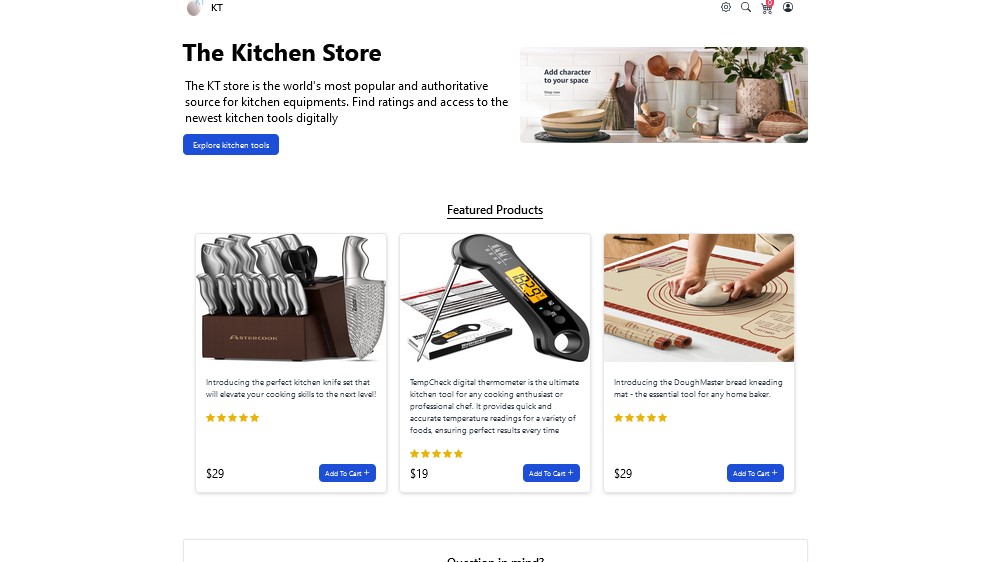 KT
0
The Kitchen Store
The KT store is the world's most popular and authoritative
source for kitchen equipments. Find ratings and access to the
newest kitchen tools digitally
Explore kitchen tools
Add character
to your space
Shop now
Featured Products
ASTERCOOK
Introducing the perfect kitchen knife set that
will elevate your cooking skills to the next level!
$29
Add To Cart +
TempCheck digital thermometer is the ultimate
kitchen tool for any cooking enthusiast or
professional chef. It provides quick and
accurate temperature readings for a variety of
foods, ensuring perfect results every time
$19
Add To Cart +
Introducing the DoughMaster bread kneading
mat - the essential tool for any home baker.
$29
Add To Cart +
Question in mind?